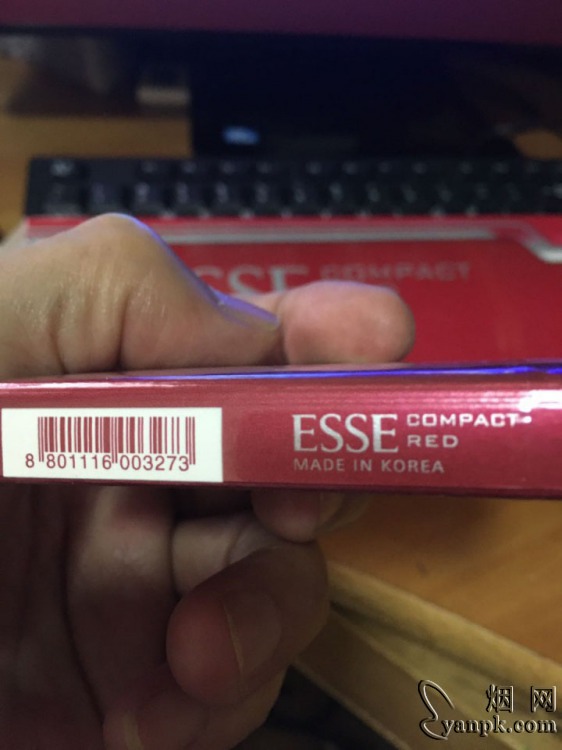 ESSE COMPACT
8 801116 003273
ESSE COMPACT
RED
MADE IN KOREA
烟网
yanpk.com